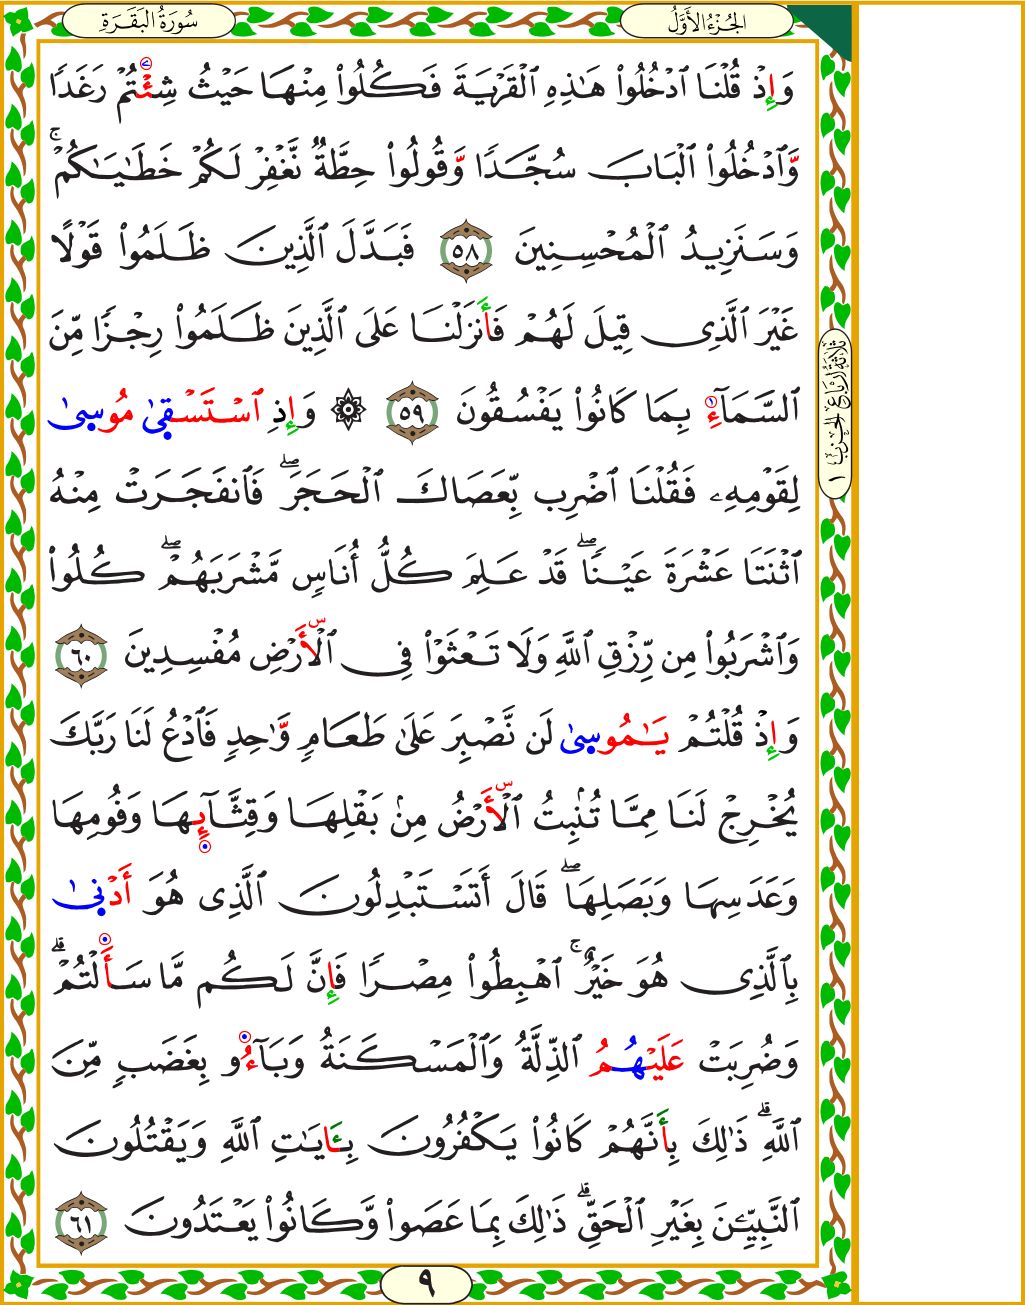 سُورَةُ البَقَرَةِ
الجُزْءُ الأَوَّلُ
وَإِذْ قُلْنَا ٱدْخُلُوا۟ هَـٰذِهِ ٱلْقَرْيَةَ فَكُلُوا۟ مِنْهَا حَيْثُ شِئْتُمْ رَغَدًا
وَّٱدْخُلُوا۟ ٱلْبَابَ سُجَّدًا وَّقُولُوا۟ حِطَّةٌ نَّغْفِرْ لَكُمْ خَطَـٰيَـٰكُمْ ۚ
وَسَنَزِيدُ ٱلْمُحْسِنِينَ ٥٨ فَبَدَّلَ ٱلَّذِينَ ظَلَمُوا۟ قَوْلًا
غَيْرَ ٱلَّذِى قِيلَ لَهُمْ فَأَنزَلْنَا عَلَى ٱلَّذِينَ ظَلَمُوا۟ رِجْزًا مِّنَ
ٱلسَّمَآءِ بِمَا كَانُوا۟ يَفْسُقُونَ ٥٩ ۞ وَإِذِ ٱسْتَسْقىٰ مُوسىٰ
لِقَوْمِهِۦ فَقُلْنَا ٱضْرِب بِّعَصَاكَ ٱلْحَجَرَ ۖ فَٱنفَجَرَتْ مِنْهُ
ٱثْنَتَا عَشْرَةَ عَيْنًا ۖ قَدْ عَلِمَ كُلُّ أُنَاسٍ مَّشْرَبَهُمْ ۖ كُلُوا۟
وَٱشْرَبُوا۟ مِن رِّزْقِ ٱللَّهِ وَلَا تَعْثَوْا۟ فِى ٱلْأَرْضِ مُفْسِدِينَ ٦٠
وَإِذْ قُلْتُمْ يَـٰمُوسىٰ لَن نَّصْبِرَ عَلَىٰ طَعَامٍ وَّٰحِدٍ فَٱدْعُ لَنَا رَبَّكَ
يُخْرِجْ لَنَا مِمَّا تُنۢبِتُ ٱلْأَرْضُ مِنۢ بَقْلِهَا وَقِثَّآئِهَا وَفُومِهَا
وَعَدَسِهَا وَبَصَلِهَا ۖ قَالَ أَتَسْتَبْدِلُونَ ٱلَّذِى هُوَ أَدْنىٰ
بِٱلَّذِى هُوَ خَيْرٌ ۚ ٱهْبِطُوا۟ مِصْرًا فَإِنَّ لَكُم مَّا سَأَلْتُمْ ۗ
وَضُرِبَتْ عَلَيْهُمُ ٱلذِّلَّةُ وَٱلْمَسْكَنَةُ وَبَآءُو بِغَضَبٍ مِّنَ
ٱللَّهِ ۗ ذَٰلِكَ بِأَنَّهُمْ كَانُوا۟ يَكْفُرُونَ بِـَٔايَـٰتِ ٱللَّهِ وَيَقْتُلُونَ
ٱلنَّبِيِّـۧنَ بِغَيْرِ ٱلْحَقِّ ۗ ذَٰلِكَ بِمَا عَصَوا۟ وَّكَانُوا۟ يَعْتَدُونَ ٦١
ثَلَاثَةُ أَرْبَاعِ الحِزْبِ ١
٩